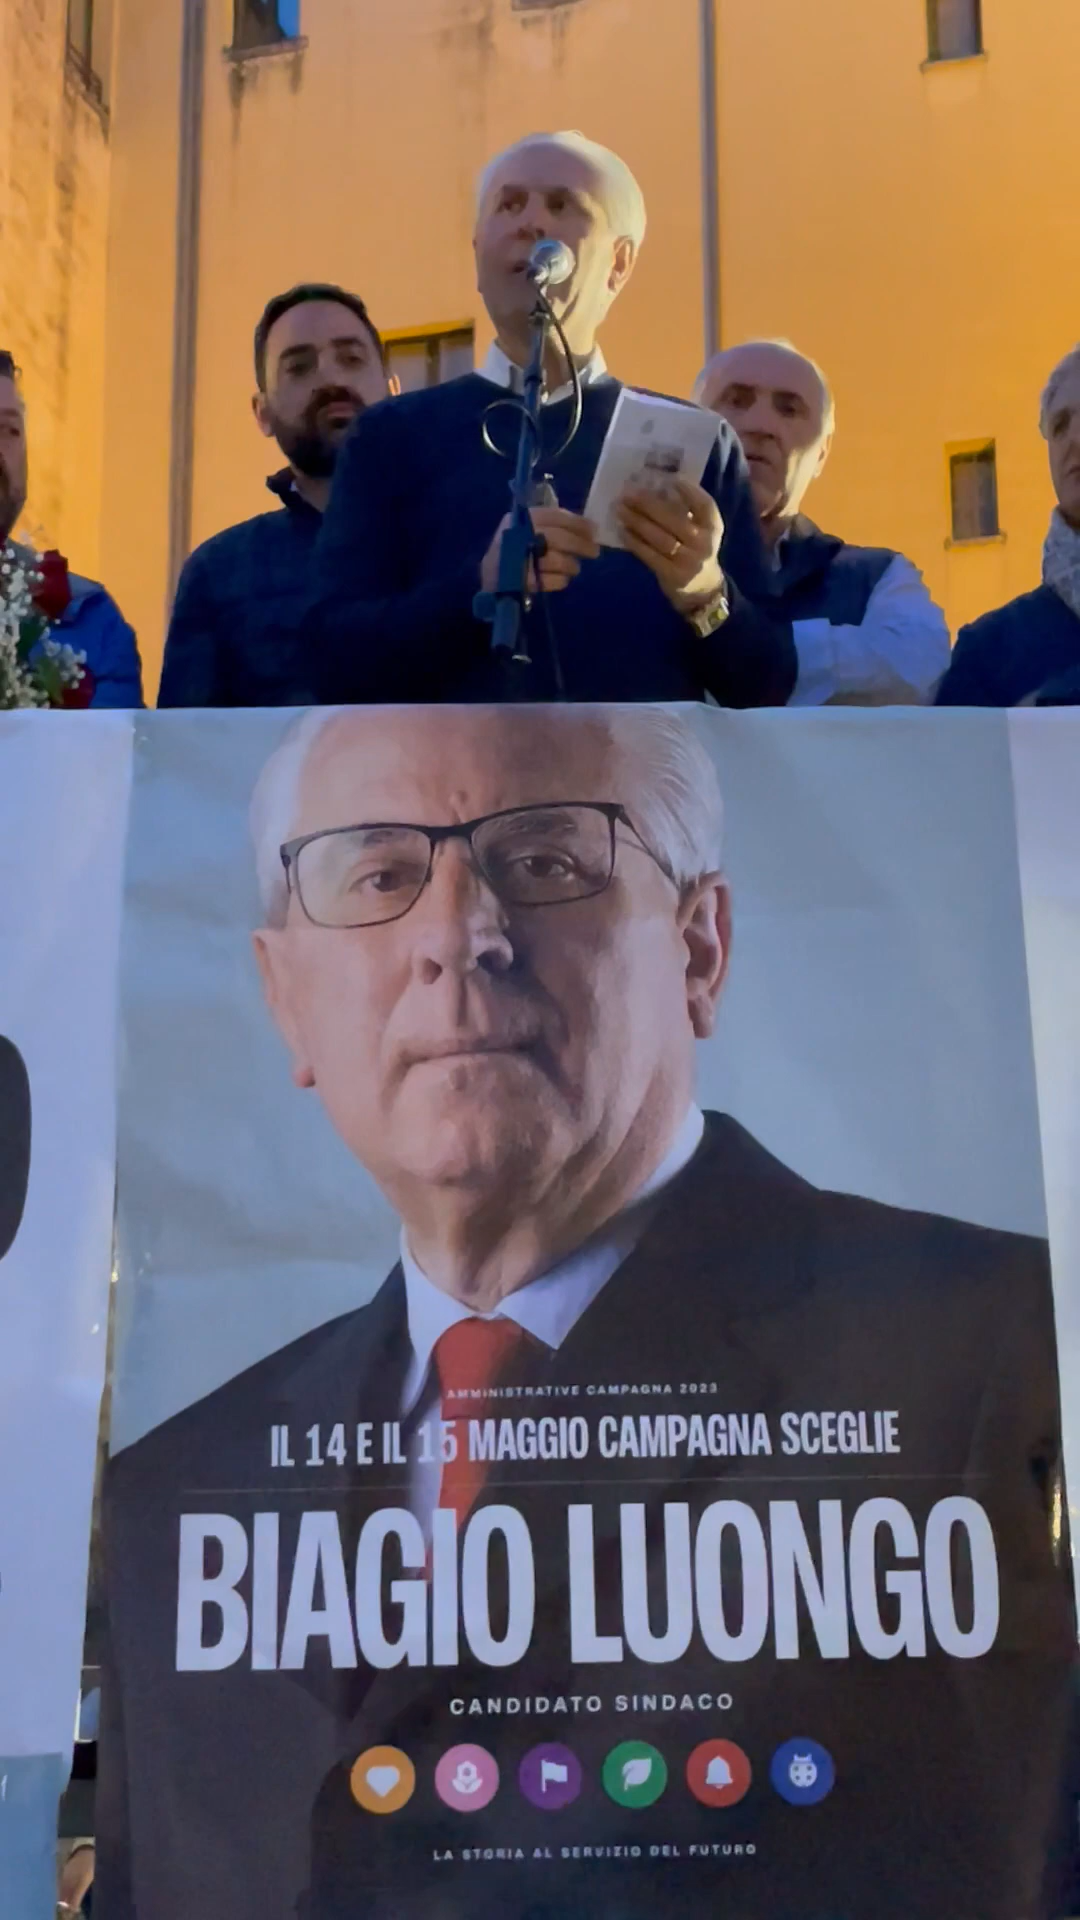 AMMINISTRATIVE CAMPAGNA 2023
IL 14 E IL 15 MAGGIO CAMPAGNA SCEGLIE
BIAGIO LUONGO
CANDIDATO SINDACO
LA STORIA AL SERVIZIO DEL FUTURO